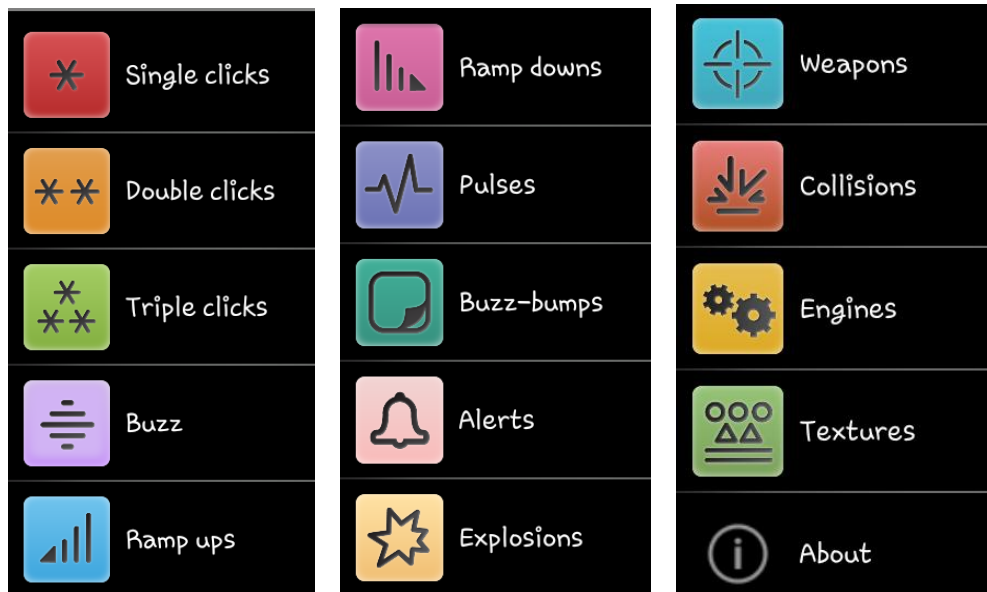 Single clicks
Double clicks
Triple clicks
Buzz
Ramp ups
Ramp downs
Pulses
Buzz-bumps
Alerts
Explosions
Weapons
Collisions
Engines
Textures
About